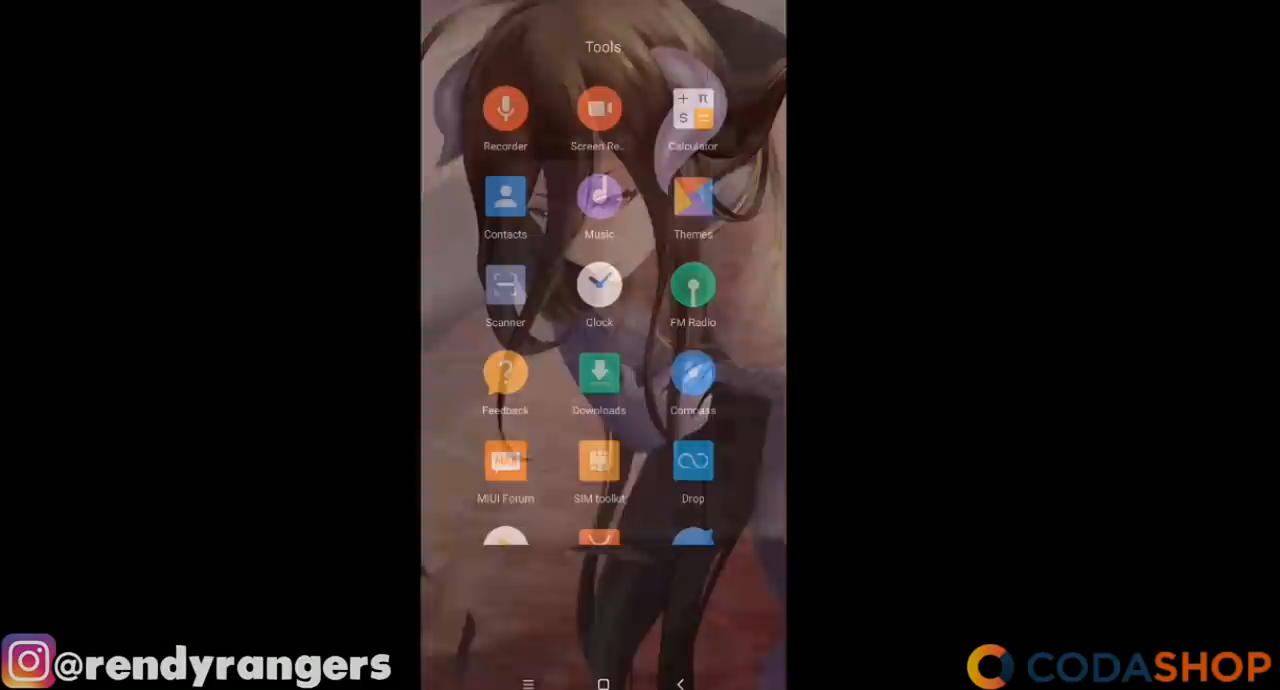 Tools
Recorder
Screen Re..
Calculator
Contacts
Music
Themes
Scanner
Clock
FM Radio
Feedback
Downloads
Compass
MIUI Forum
SIM toolkit
Drop
@rendyrangers
CODASHOP